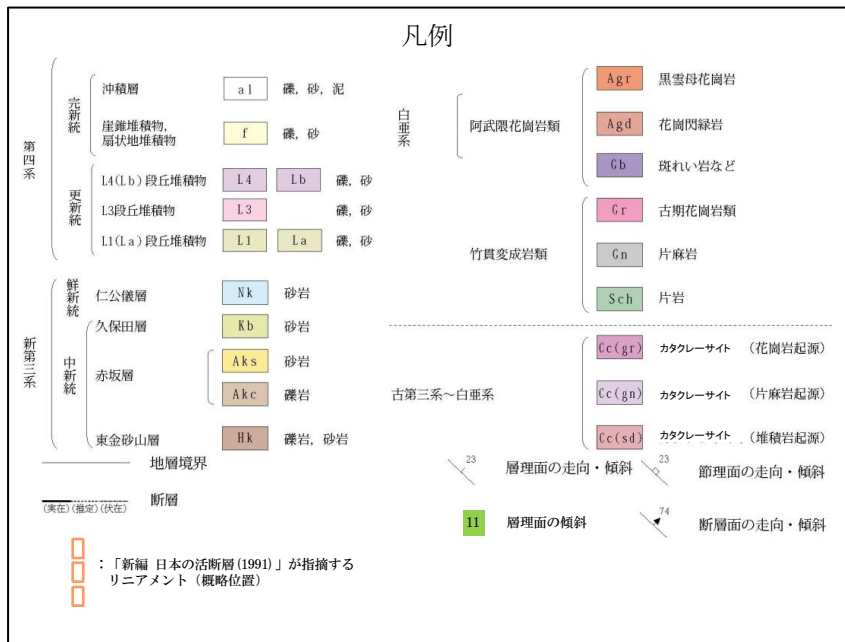 凡例
第四系
完新統
沖積層 al 礫，砂，泥
崖錐堆積物，
扇状地堆積物 f 礫，砂
更新統
L4(Lb)段丘堆積物 L4 Lb 礫，砂
L3段丘堆積物 L3 礫，砂
L1(La)段丘堆積物 L1 La 礫，砂
新第三系
鮮新統
仁公儀層 Nk 砂岩
中新統
久保田層 Kb 砂岩
赤坂層 Aks 砂岩
Akc 礫岩
東金砂山層 Hk 礫岩，砂岩
地層境界
断層
(実在)(推定)(伏在)
：「新編 日本の活断層(1991)」が指摘する
リニアメント（概略位置）
白亜系
阿武隈花崗岩類
Agr 黒雲母花崗岩
Agd 花崗閃緑岩
Gb 斑れい岩など
竹貫変成岩類
Gr 古期花崗岩類
Gn 片麻岩
Sch 片岩
古第三系～白亜系
Cc(gr) カタクレーサイト （花崗岩起源）
Cc(gn) カタクレーサイト （片麻岩起源）
Cc(sd) カタクレーサイト （堆積岩起源）
23 層理面の走向・傾斜
23 節理面の走向・傾斜
11 層理面の傾斜
74 断層面の走向・傾斜